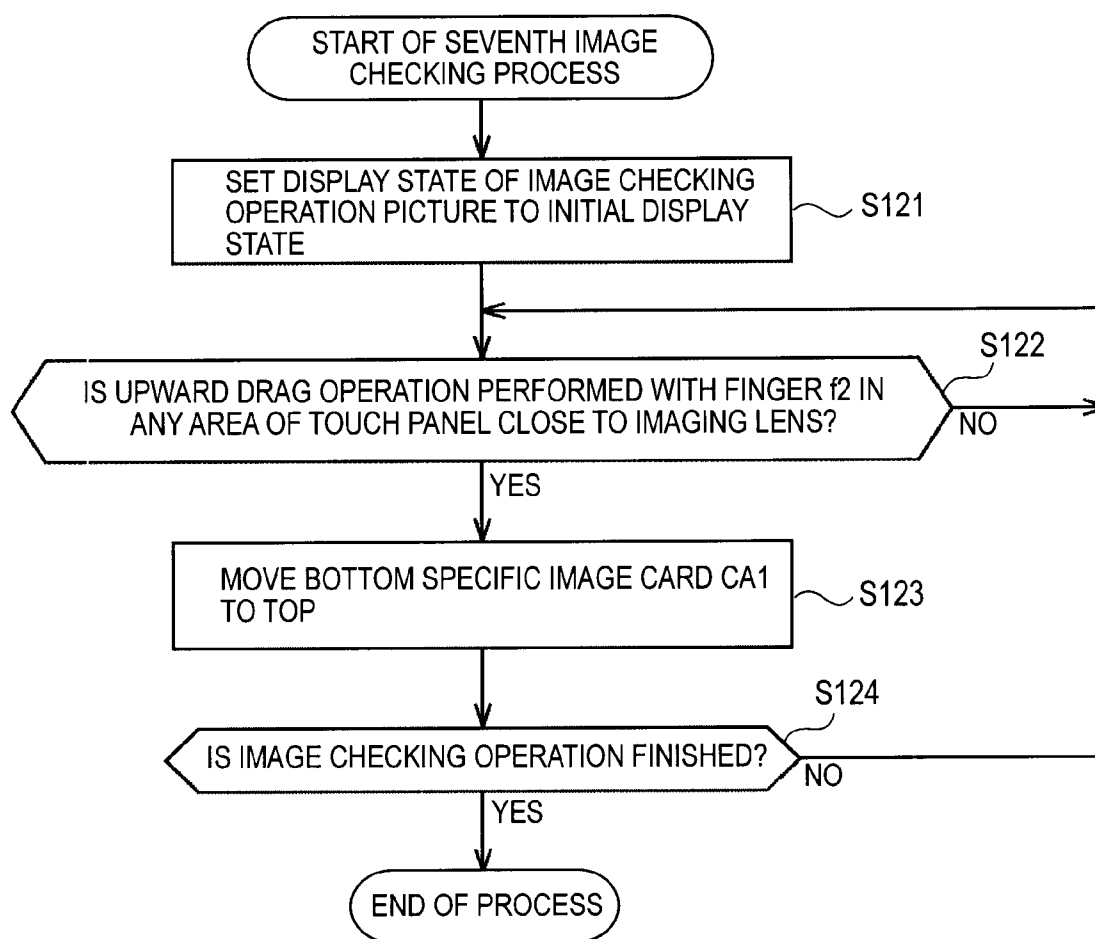 START OF SEVENTH IMAGE
CHECKING PROCESS
SET DISPLAY STATE OF IMAGE CHECKING
OPERATION PICTURE TO INITIAL DISPLAY
STATE
S121
S122
IS UPWARD DRAG OPERATION PERFORMED WITH FINGER f2 IN
ANY AREA OF TOUCH PANEL CLOSE TO IMAGING LENS?
NO
YES
MOVE BOTTOM SPECIFIC IMAGE CARD CA1
TO TOP
S123
S124
IS IMAGE CHECKING OPERATION FINISHED?
NO
YES
END OF PROCESS